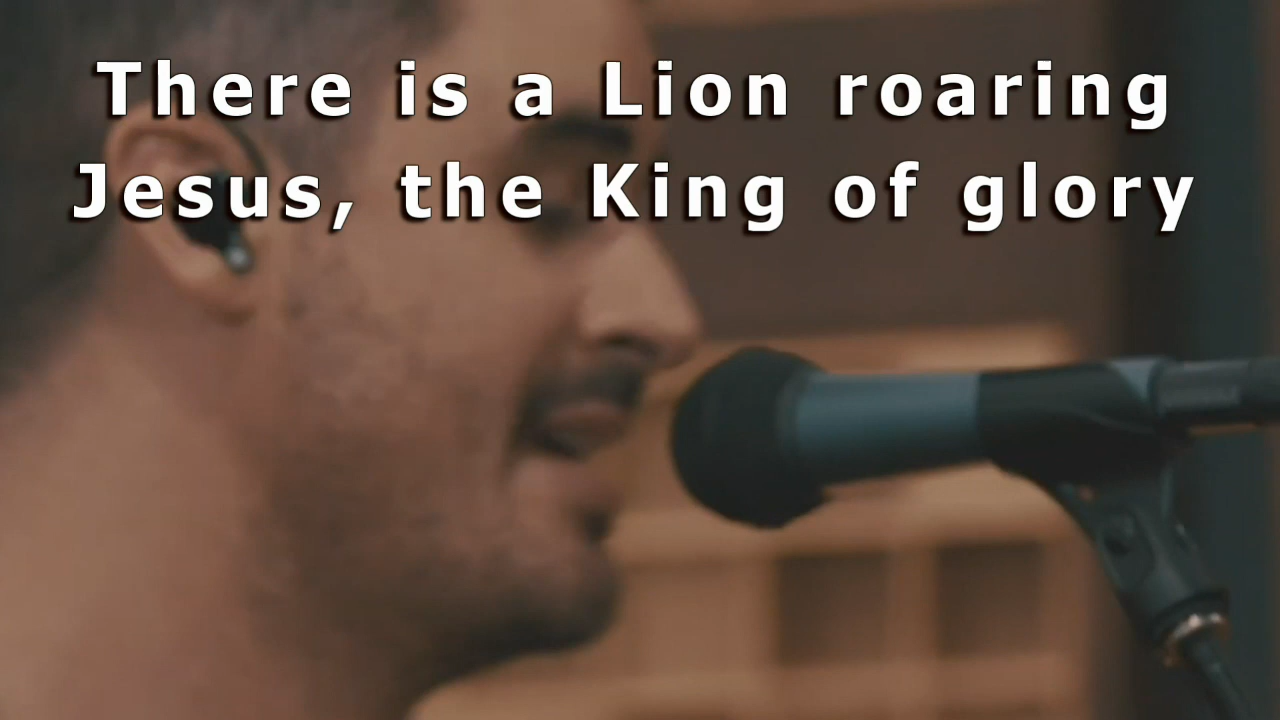 There is a Lion roaring
Jesus, the King of glory